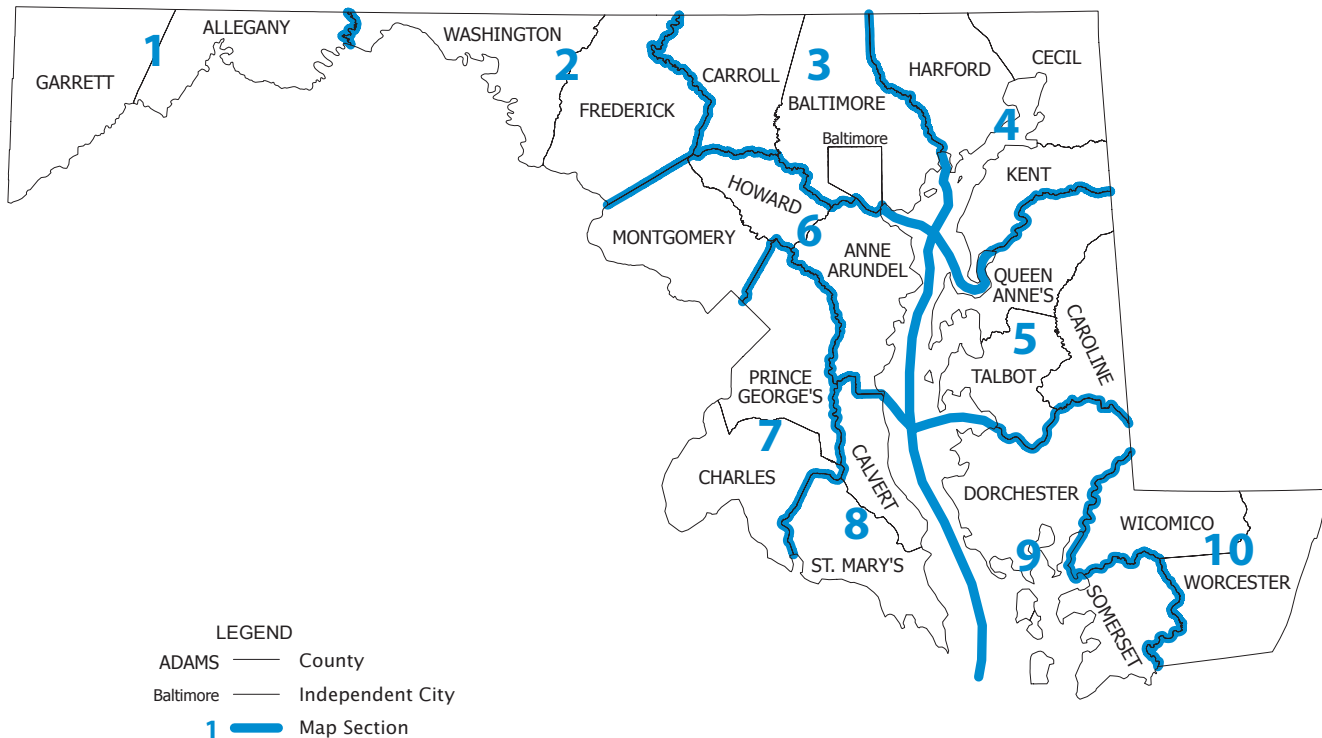 ALLEGANY
1
GARRETT
WASHINGTON
2
FREDERICK
CARROLL
3
BALTIMORE
Baltimore
HARFORD
CECIL
4
KENT
HOWARD
6
MONTGOMERY
ANNE
ARUNDEL
QUEEN
ANNE'S
5
TALBOT
CAROLINE
PRINCE
GEORGE'S
7
CHARLES
CALVERT
8
ST. MARY'S
DORCHESTER
9
WICOMICO
10
WORCESTER
SOMERSET
LEGEND
ADAMS County
Baltimore Independent City
1 Map Section